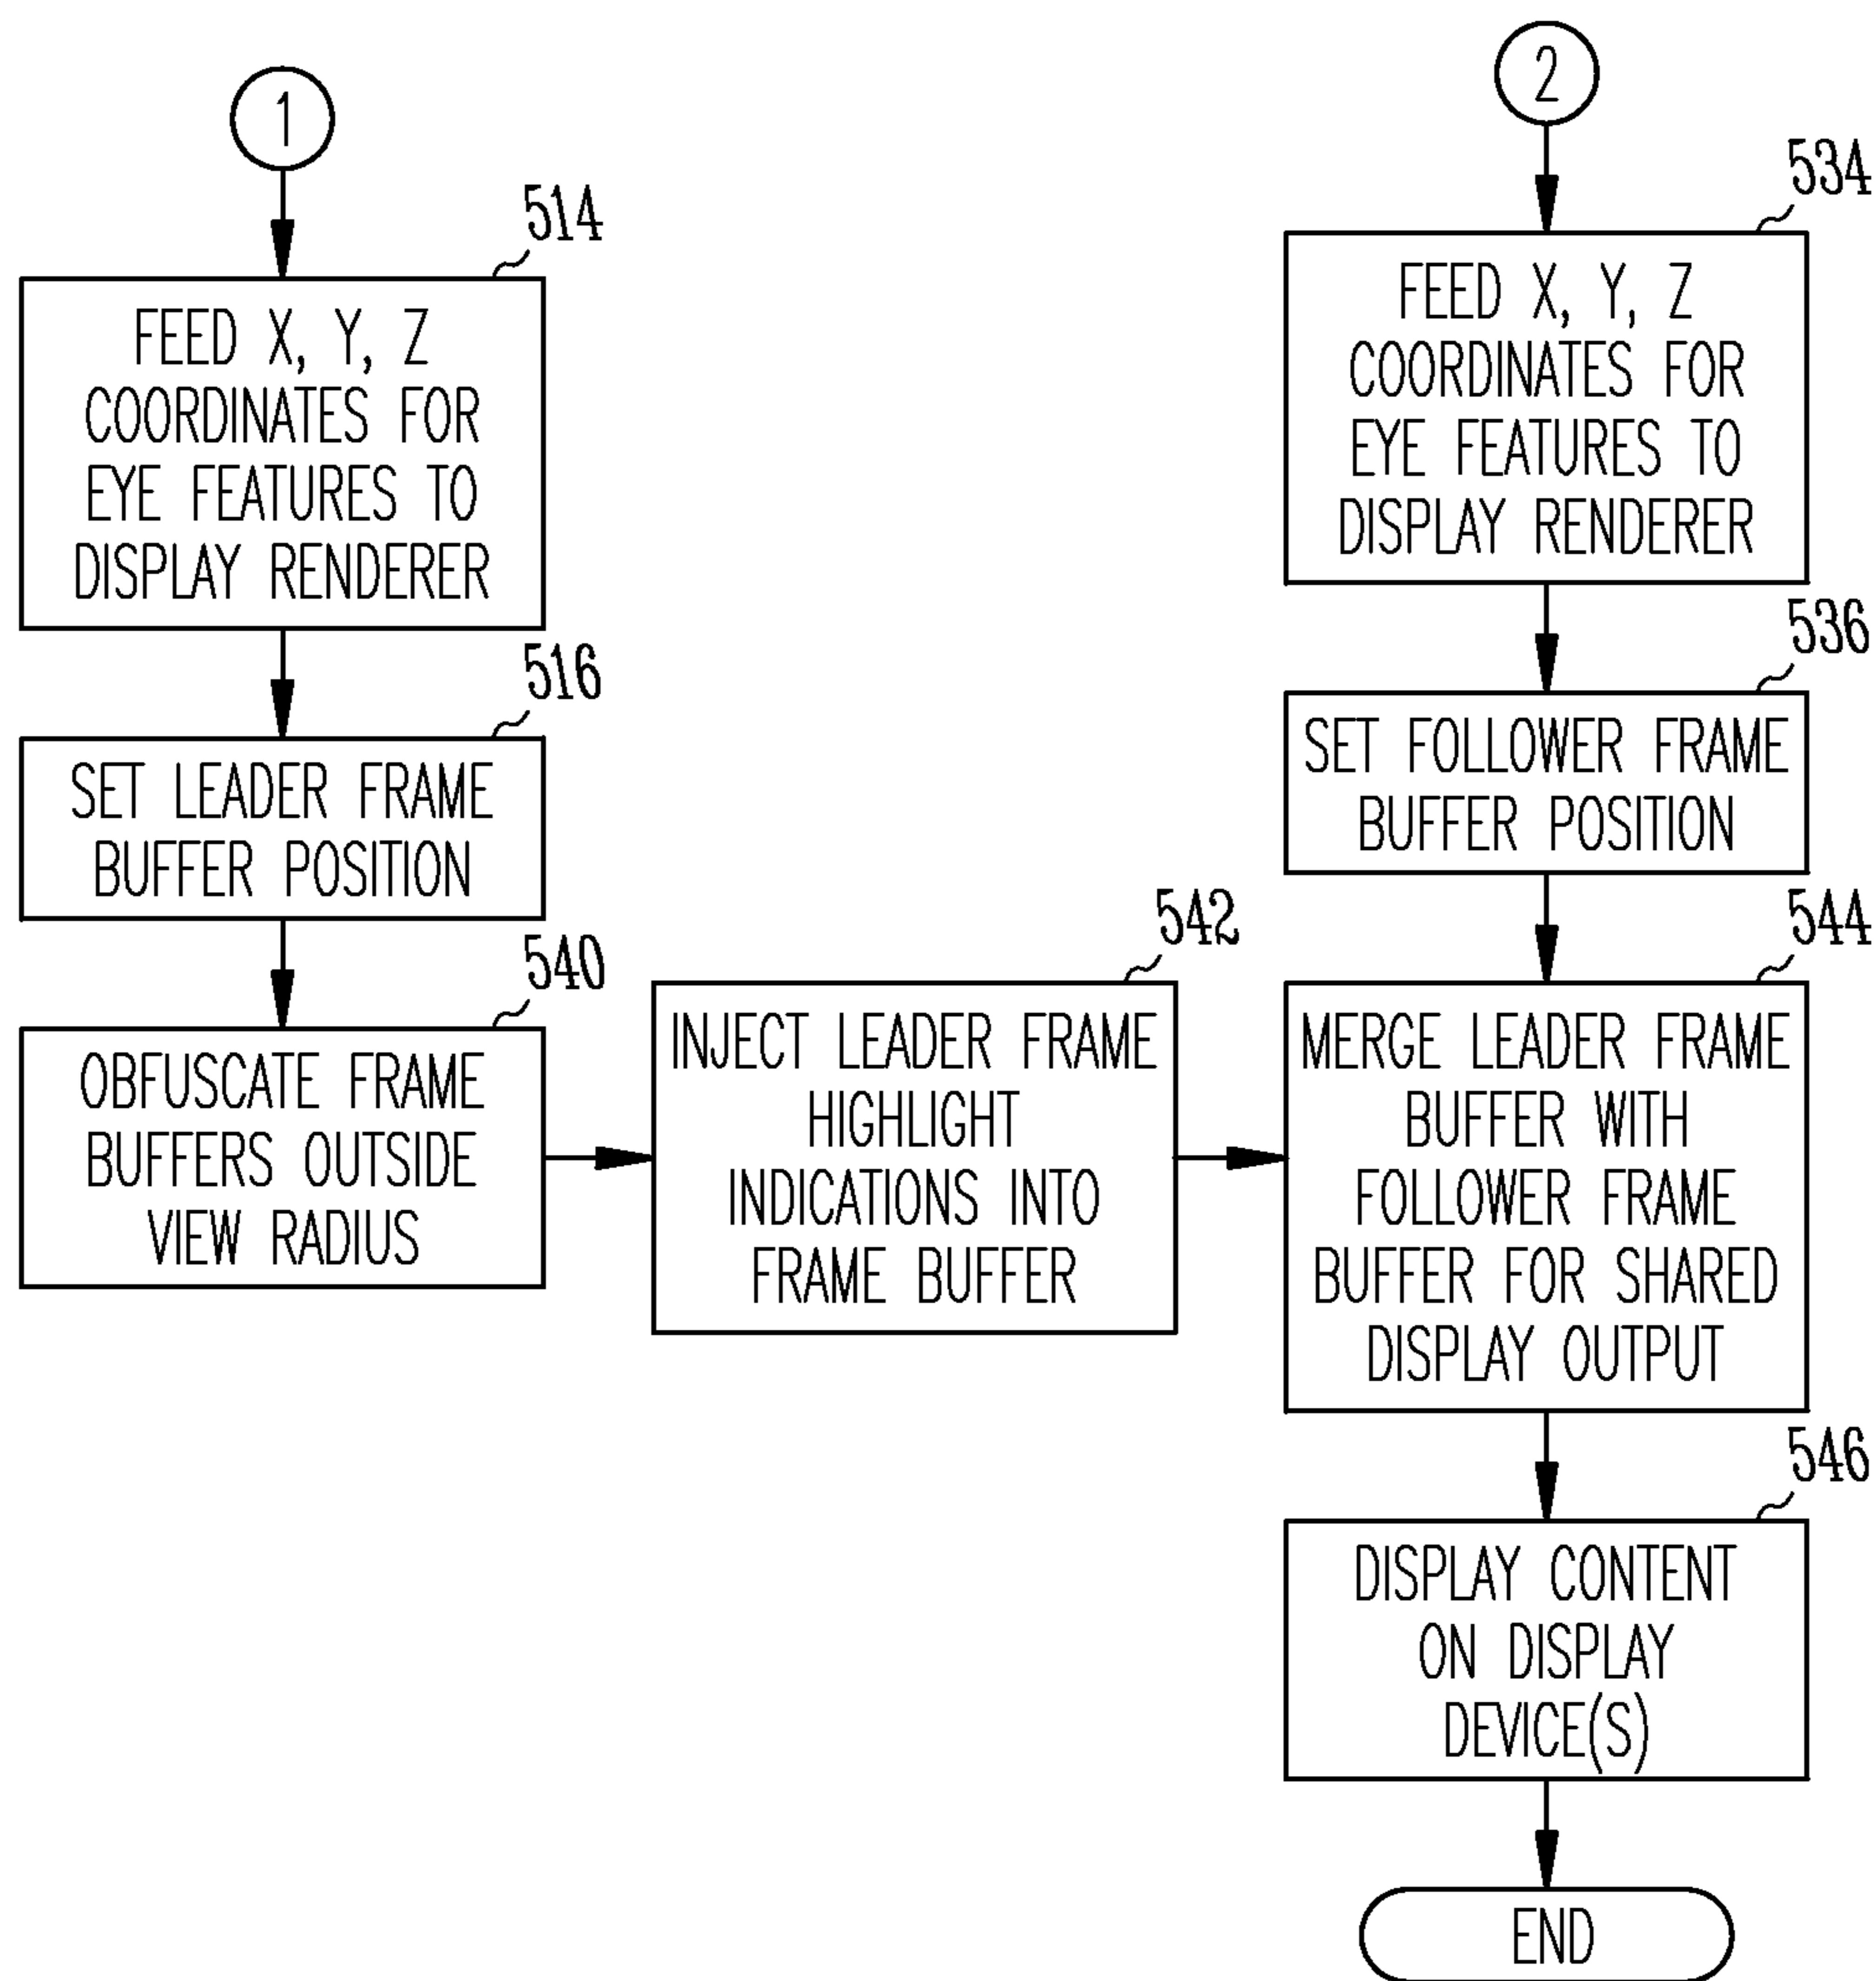 1
514
FEED X, Y, Z
COORDINATES FOR
EYE FEATURES TO
DISPLAY RENDERER
516
SET LEADER FRAME
BUFFER POSITION
540
OBFUSCATE FRAME
BUFFERS OUTSIDE
VIEW RADIUS
542
INJECT LEADER FRAME
HIGHLIGHT
INDICATIONS INTO
FRAME BUFFER
2
534
FEED X, Y, Z
COORDINATES FOR
EYE FEATURES TO
DISPLAY RENDERER
536
SET FOLLOWER FRAME
BUFFER POSITION
544
MERGE LEADER FRAME
BUFFER WITH
FOLLOWER FRAME
BUFFER FOR SHARED
DISPLAY OUTPUT
546
DISPLAY CONTENT
ON DISPLAY
DEVICE(S)
END